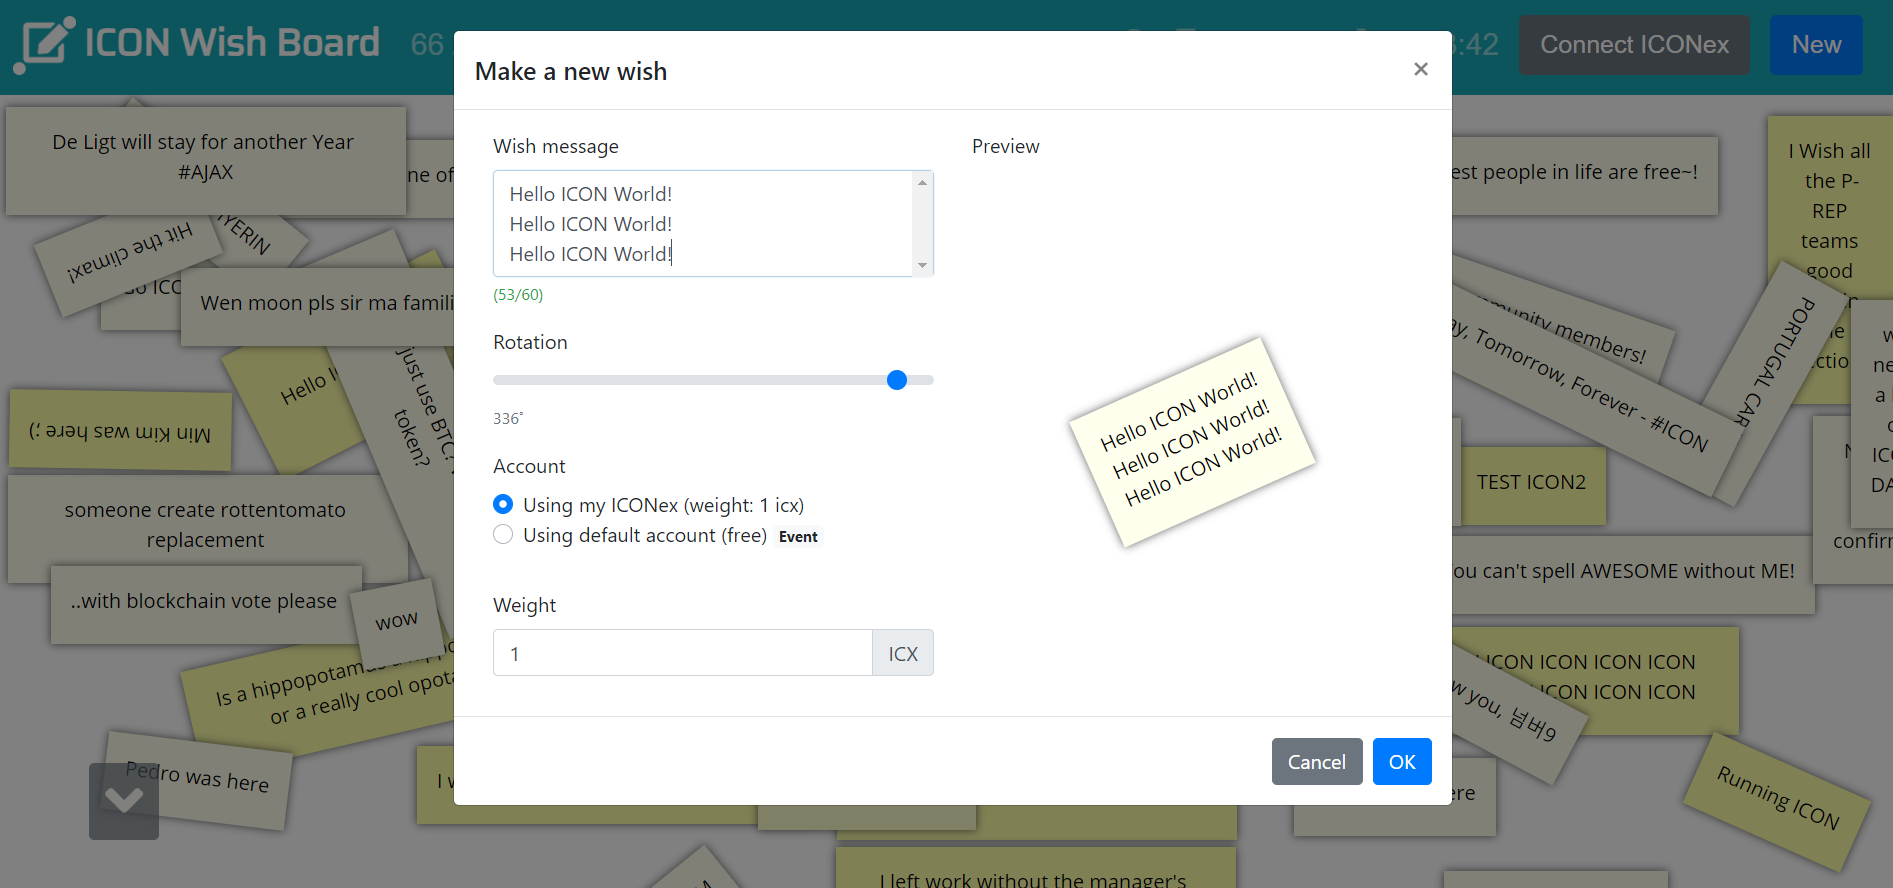 ICON Wish Board
66
:42
Connect ICONex
New
Make a new wish
×
Wish message
Hello ICON World!
Hello ICON World!
Hello ICON World!
(53/60)
Rotation
336°
Account
Using my ICONex (weight: 1 icx)
Using default account (free) Event
Weight
1
ICX
Preview
Hello ICON World!
Hello ICON World!
Hello ICON World!
Cancel
OK
De Ligt will stay for another Year
#AJAX
ne of
YERIN
Hit the climax!
Wen moon pls sir ma famili
Hello I
just use BTC?
token?
Min Kim was here ;)
someone create rottentomato
replacement
..with blockchain vote please
wow
Is a hippopotam
or a really cool opota
Pedro was here
I w
est people in life are free~!
I Wish all
the P-
REP
teams
good
ctio
munity members!
ay, Tomorrow, Forever - #ICON
PORTUGAL CAR
ne
a
TEST ICON2
confirm
ou can't spell AWESOME without ME!
ICON ICON ICON ICON
ICON ICON ICON
w you, 넘버9
Running ICON
ere
I left work without the manager's